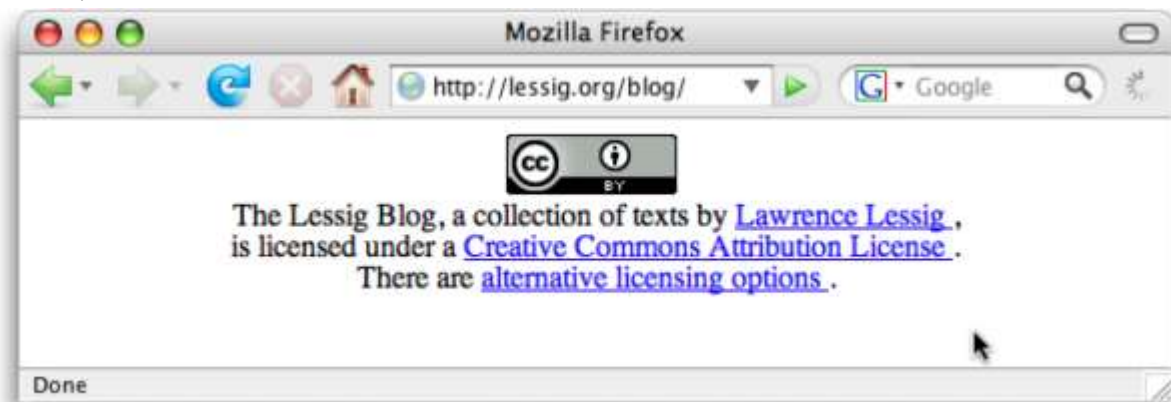 Mozilla Firefox
http://lessig.org/blog/
G Google
cc
BY
The Lessig Blog, a collection of texts by Lawrence Lessig ,
is licensed under a Creative Commons Attribution License .
There are alternative licensing options .
Done